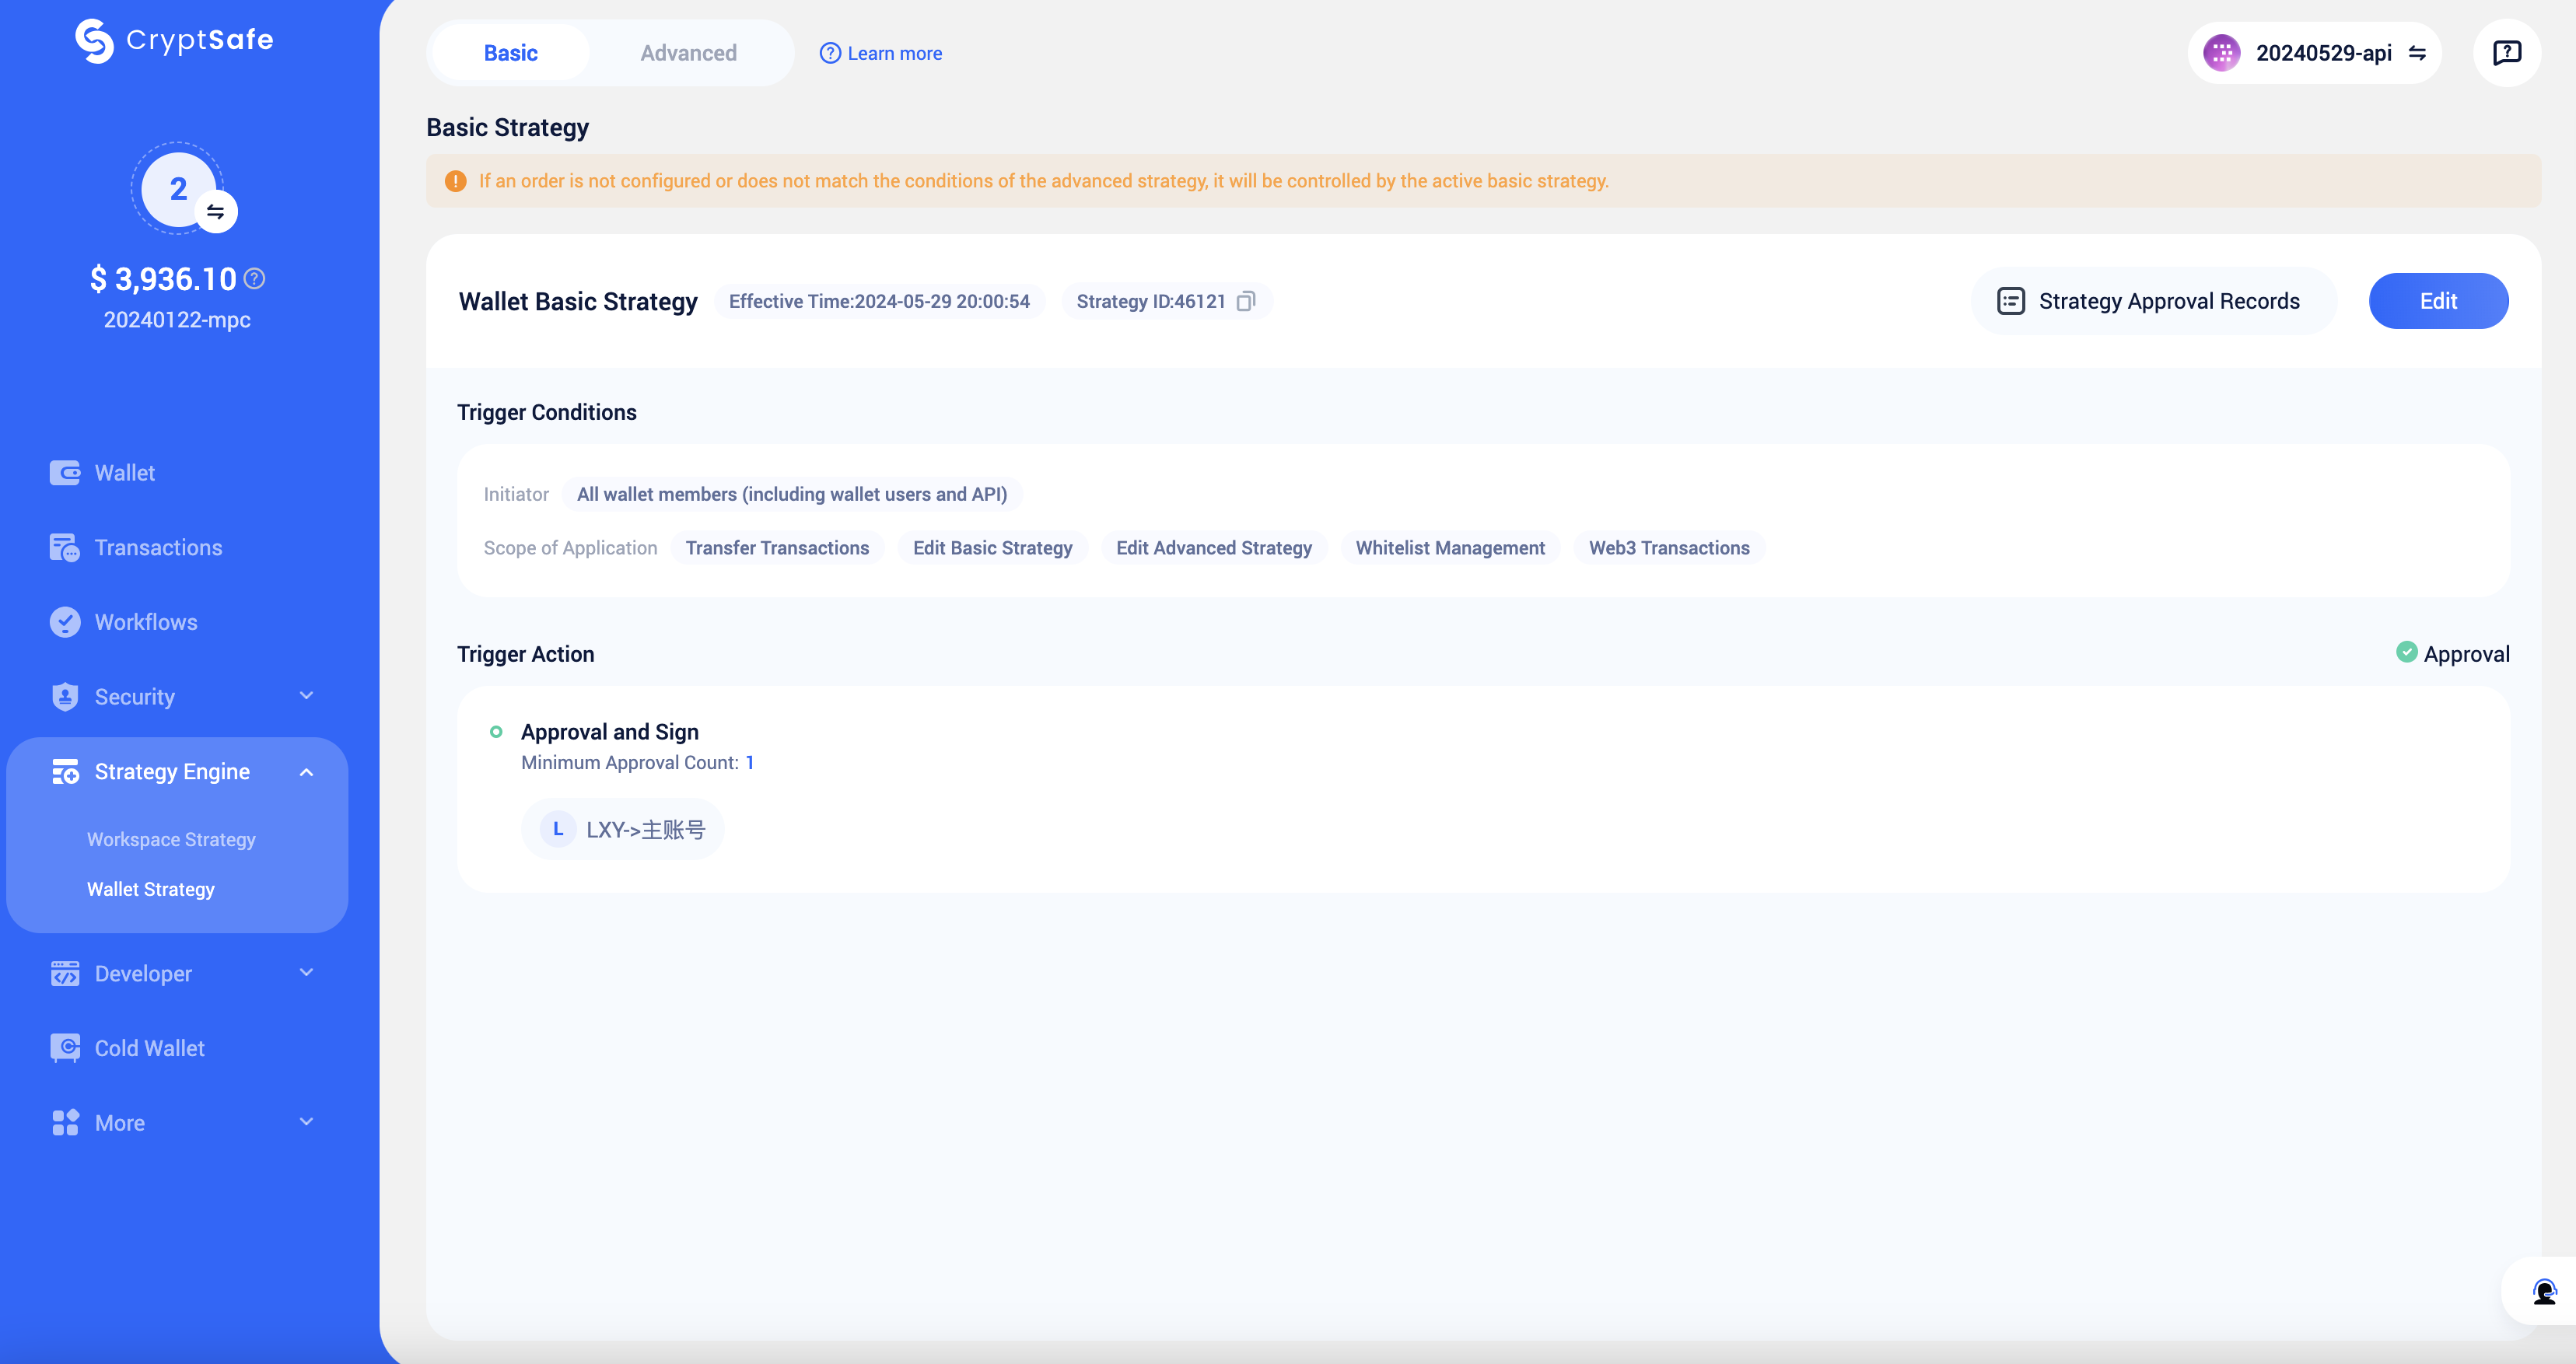 CryptSafe
2
$ 3,936.10
20240122-mpc
Wallet
Transactions
Workflows
Security
Strategy Engine
Workspace Strategy
Wallet Strategy
Developer
Cold Wallet
More
Basic Advanced Learn more
20240529-api
Basic Strategy
If an order is not configured or does not match the conditions of the advanced strategy, it will be controlled by the active basic strategy.
Wallet Basic Strategy Effective Time:2024-05-29 20:00:54 Strategy ID:46121 Strategy Approval Records Edit
Trigger Conditions
Initiator All wallet members (including wallet users and API)
Scope of Application Transfer Transactions Edit Basic Strategy Edit Advanced Strategy Whitelist Management Web3 Transactions
Trigger Action Approval
Approval and Sign
Minimum Approval Count: 1
L LXY->主账号